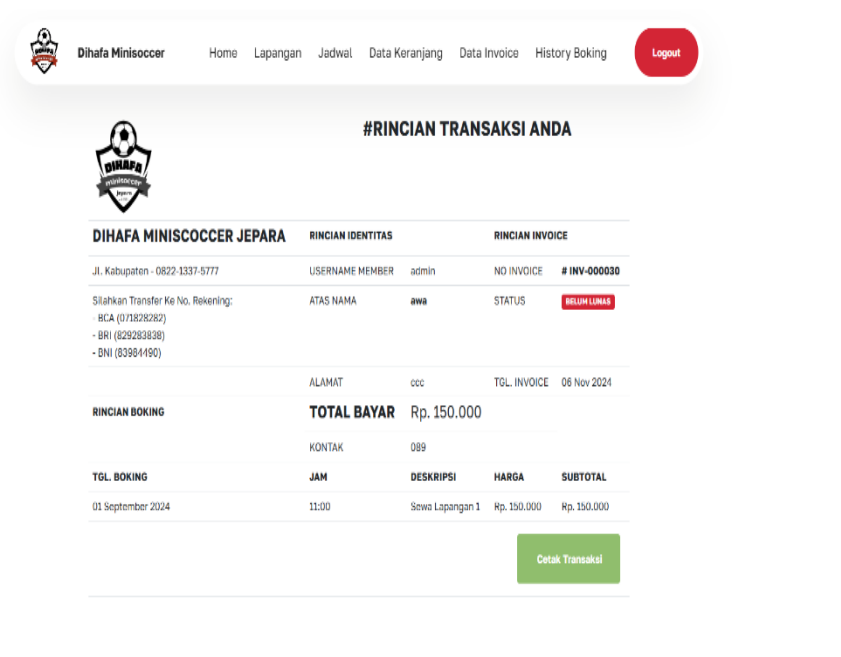 Dihafa Minisoccer Home Lapangan Jadwal Data Keranjang Data Invoice History Boking Logout
#RINCIAN TRANSAKSI ANDA
DIHAFA
minisoccer
Jepara
DIHAFA MINISCOCCER JEPARA RINCIAN IDENTITAS RINCIAN INVOICE
Jl. Kabupaten - 0822-1337-5777 USERNAME MEMBER admin NO INVOICE # INV-000030
Silahkan Transfer Ke No. Rekening: ATAS NAMA awa STATUS BELUM LUNAS
- BCA (071828282)
- BRI (829283838)
- BNI (83984490)
ALAMAT ccc TGL. INVOICE 06 Nov 2024
RINCIAN BOKING TOTAL BAYAR Rp. 150.000
KONTAK 089
TGL. BOKING JAM DESKRIPSI HARGA SUBTOTAL
01 September 2024 11:00 Sewa Lapangan 1 Rp. 150.000 Rp. 150.000
Cetak Transaksi